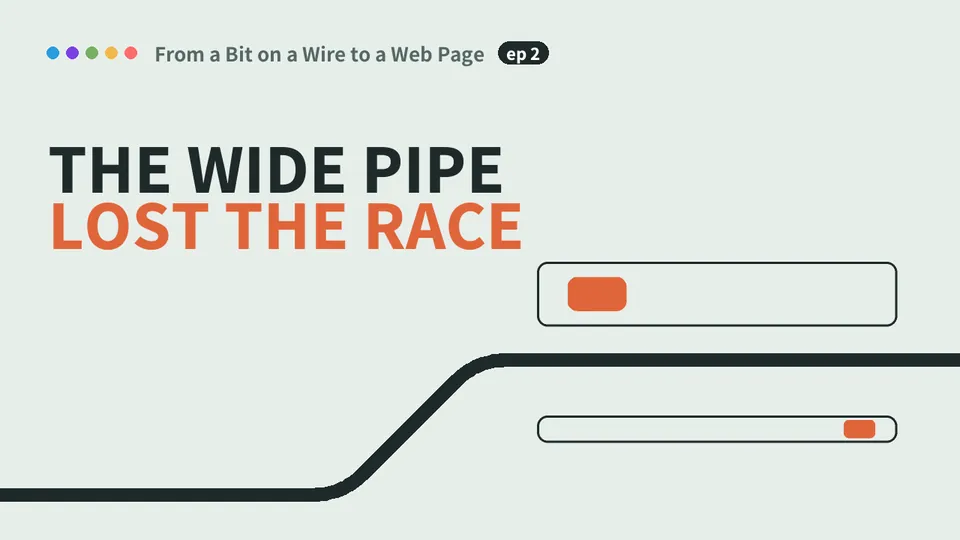 From a Bit on a Wire to a Web Page ep 2
THE WIDE PIPE
LOST THE RACE